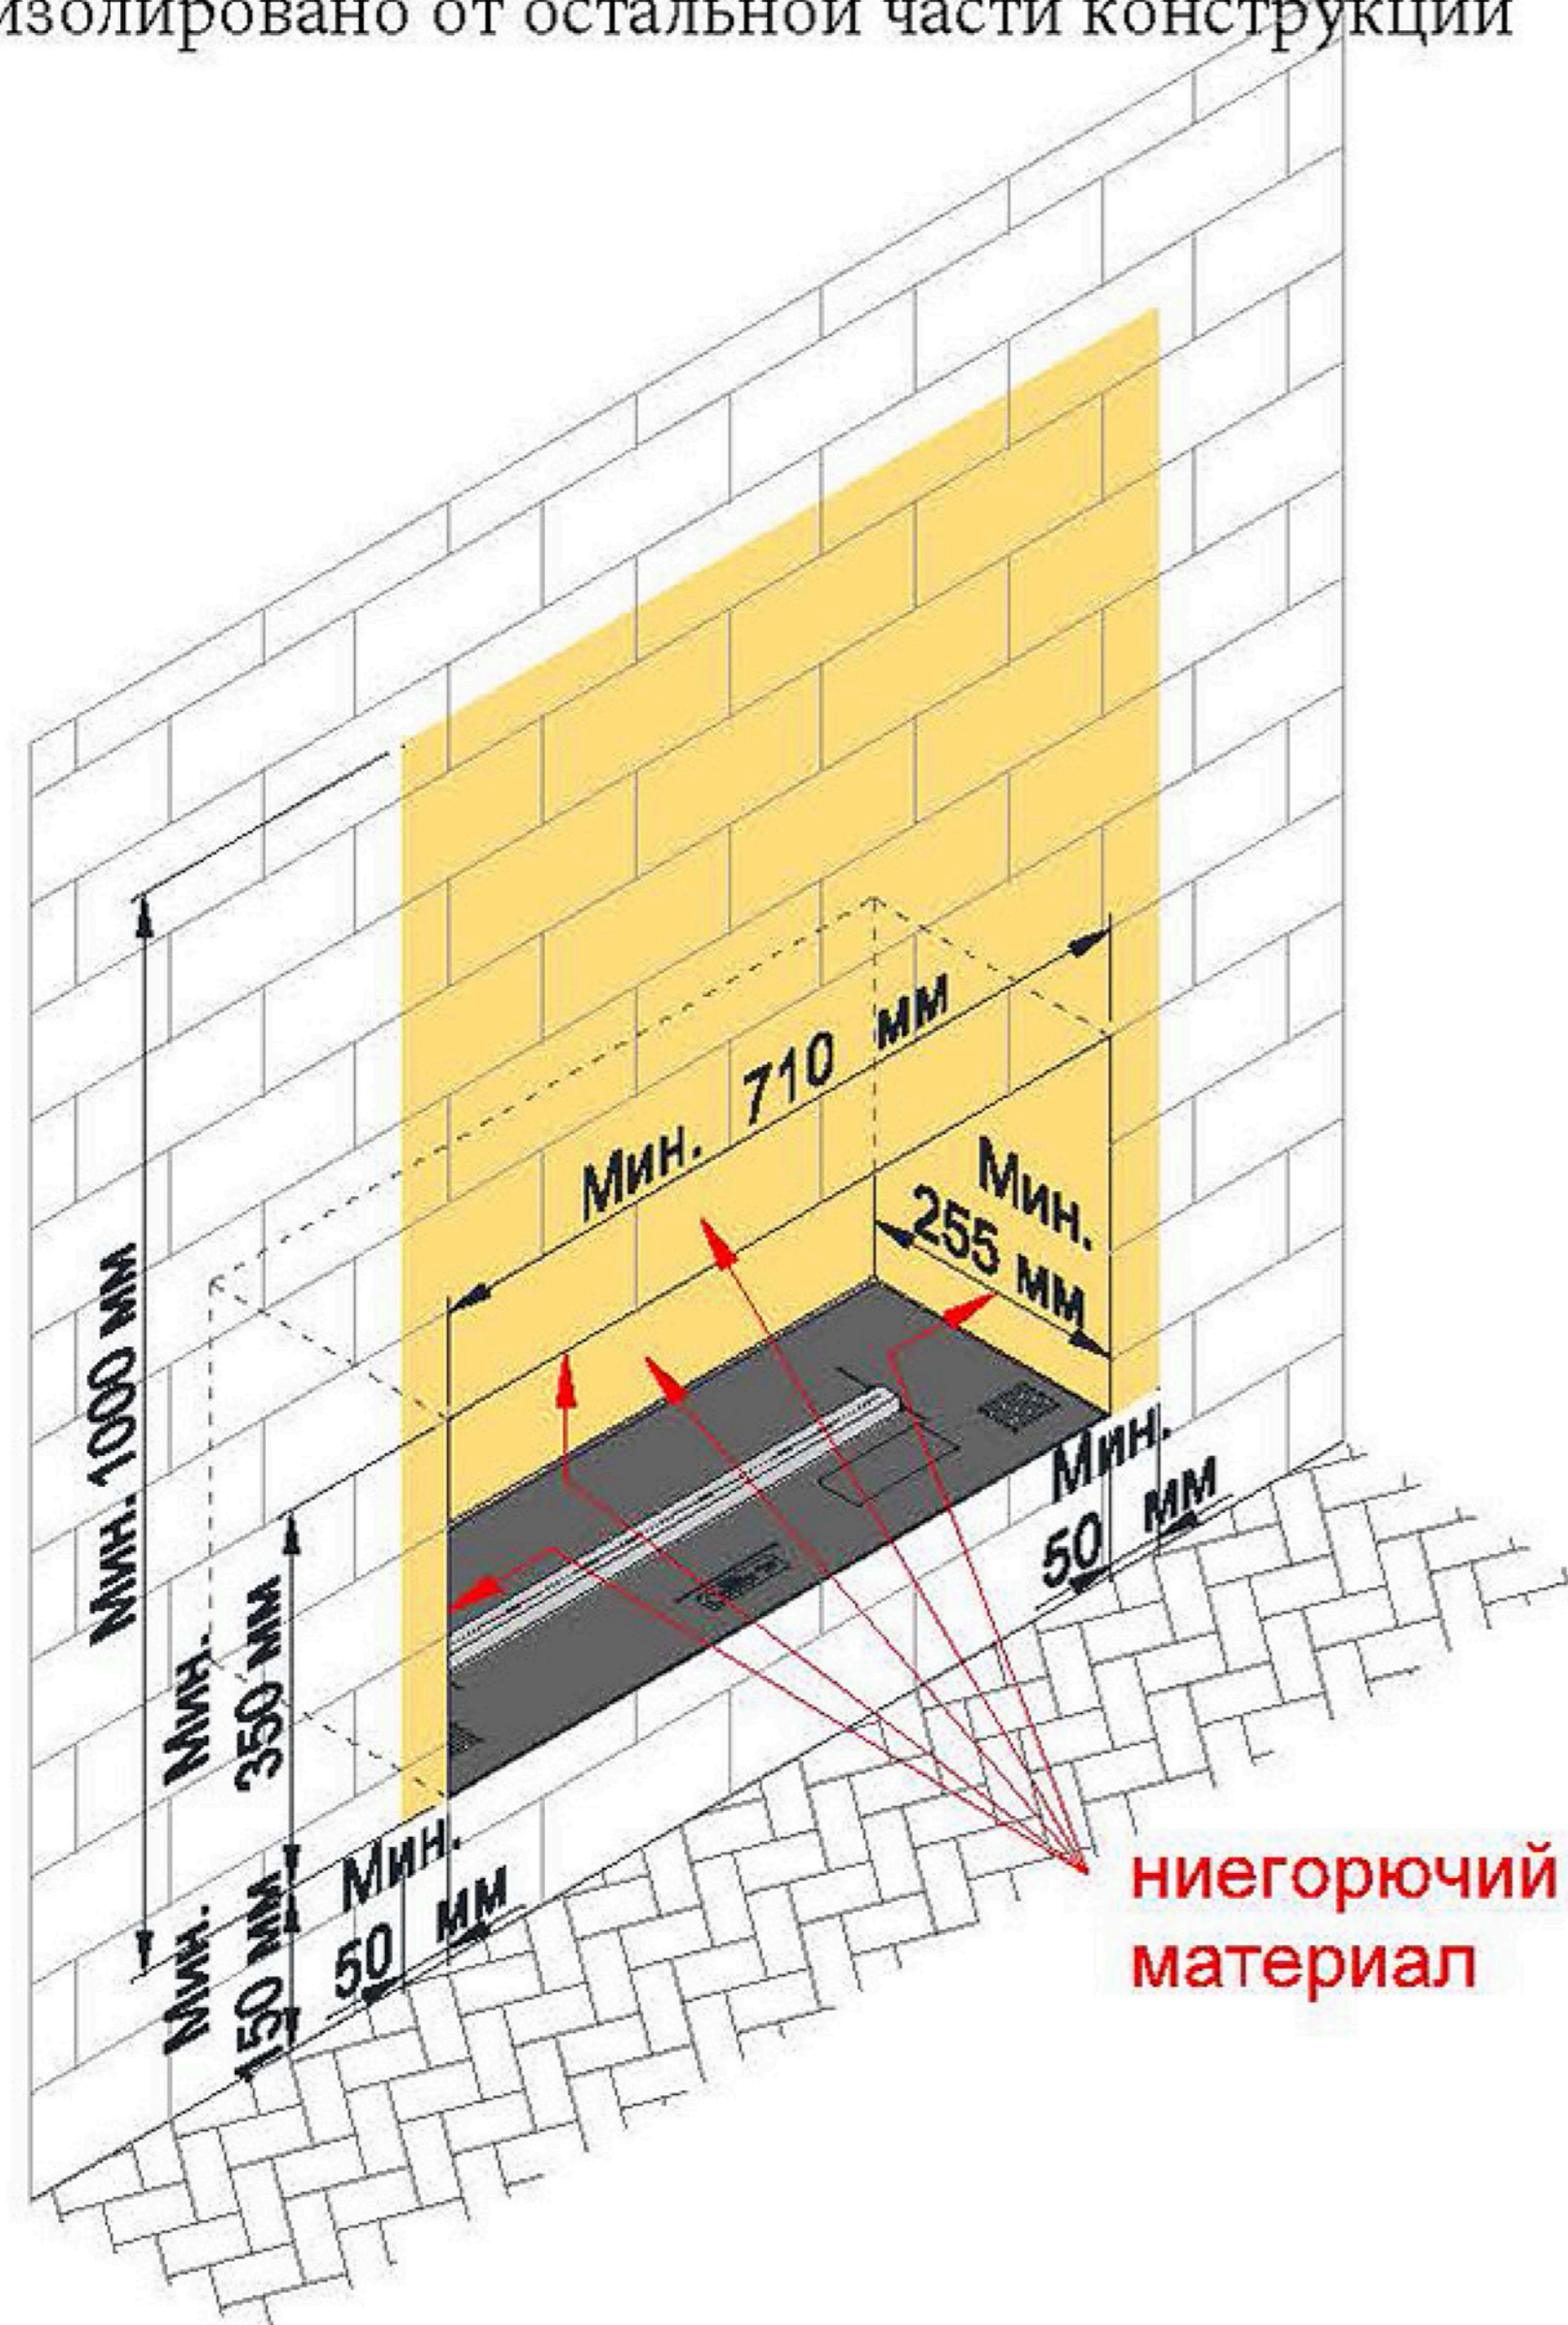 изолировано от остальной части конструкции
Мин. 710 мм
Мин.
255 мм
Мин. 1000 мм
Мин.
350 мм
Мин.
150 мм
Мин.
50 мм
Мин.
50 мм
ниегорючий
материал